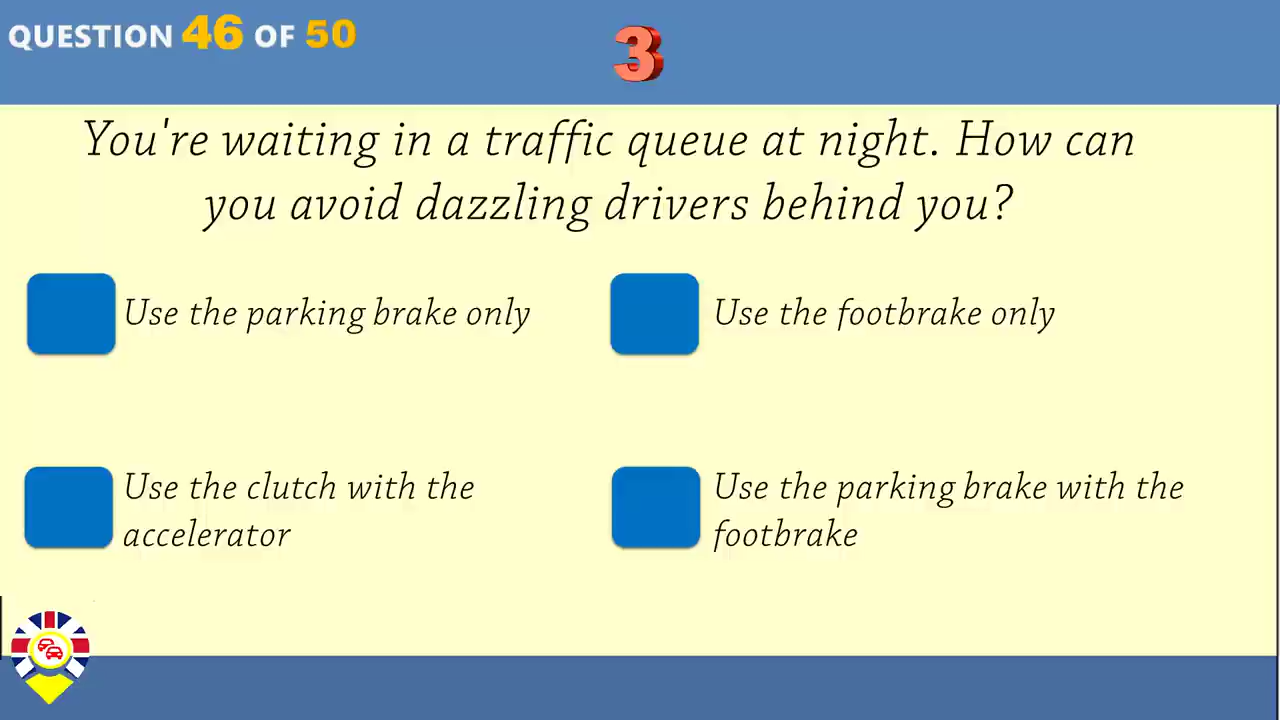 QUESTION 46 OF 50
3
You're waiting in a traffic queue at night. How can
you avoid dazzling drivers behind you?
Use the parking brake only
Use the footbrake only
Use the clutch with the
accelerator
Use the parking brake with the
footbrake